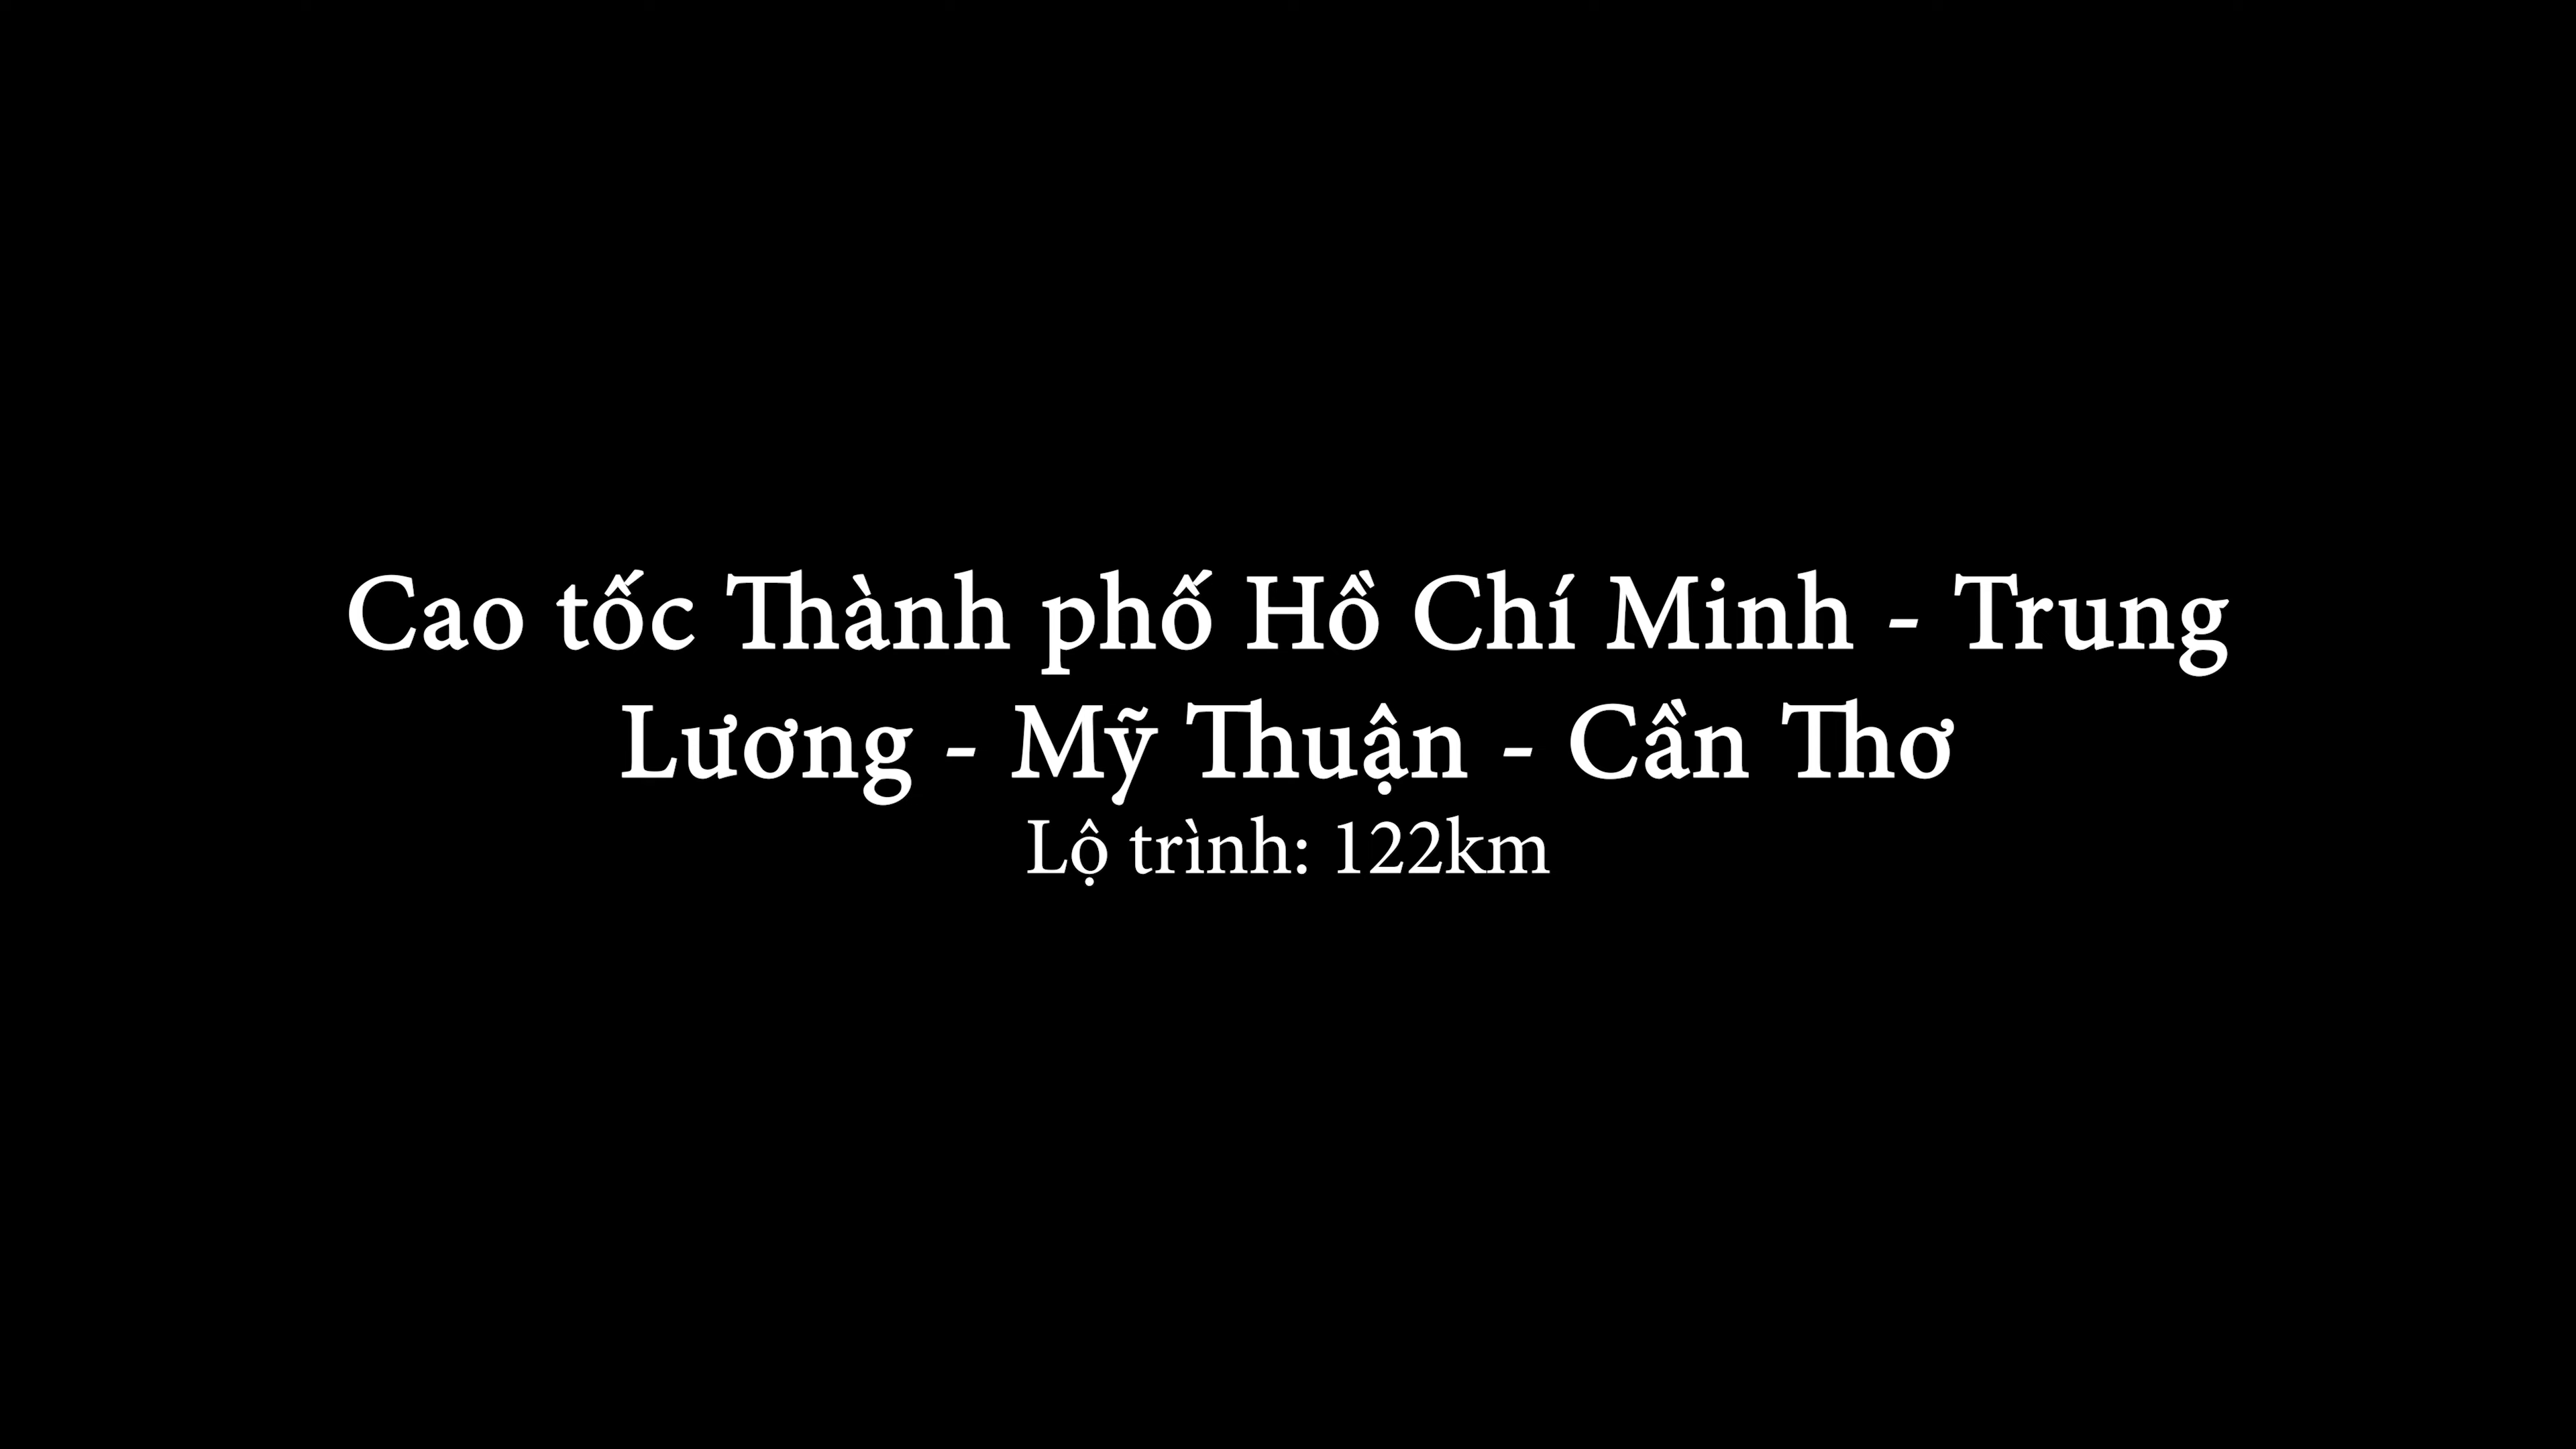 Cao tốc Thành phố Hồ Chí Minh - Trung
Lương - Mỹ Thuận - Cần Thơ
Lộ trình: 122km